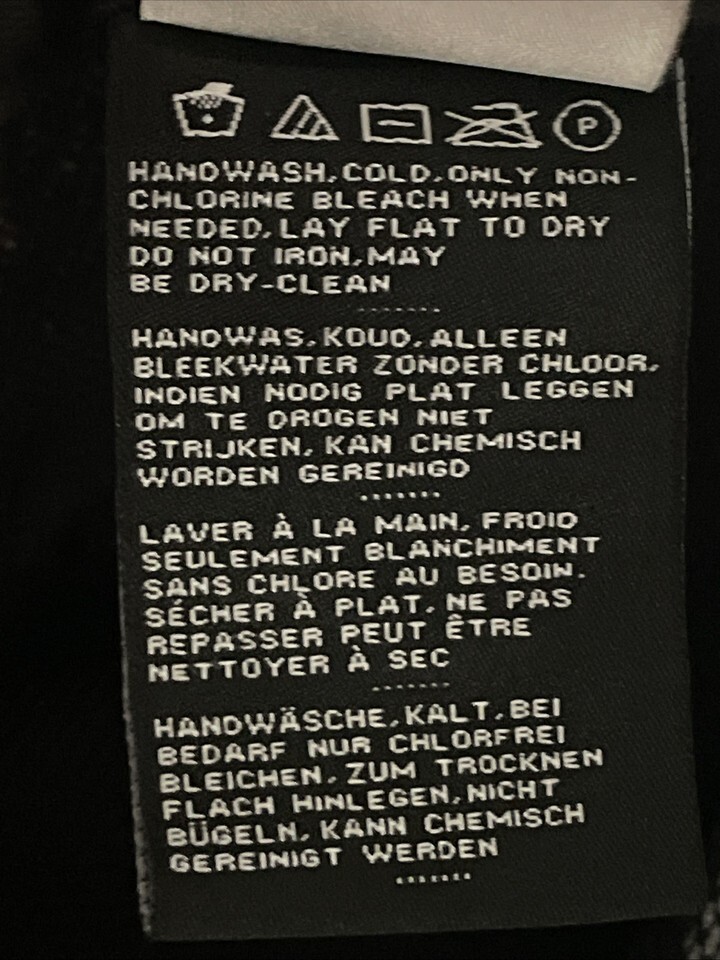 P
HANDWASH.COLD.ONLY NON-
CHLORINE BLEACH WHEN
NEEDED.LAY FLAT TO DRY
DO NOT IRON.MAY
BE DRY-CLEAN
HANDWAS.KOUD.ALLEEN
BLEEKWATER ZONDER CHLOOR.
INDIEN NODIG PLAT LEGGEN
OM TE DROGEN NIET
STRIJKEN. KAN CHEMISCH
WORDEN GEREINIGD
LAVER À LA MAIN. FROID
SEULEMENT BLANCHIMENT
SANS CHLORE AU BESOIN.
SÉCHER À PLAT. NE PAS
REPASSER PEUT ÊTRE
NETTOYER À SEC
HANDWÄSCHE.KALT.BEI
BEDARF NUR CHLORFREI
BLEICHEN. ZUM TROCKNEN
FLACH HINLEGEN.NICHT
BÜGELN. KANN CHEMISCH
GEREINIGT WERDEN